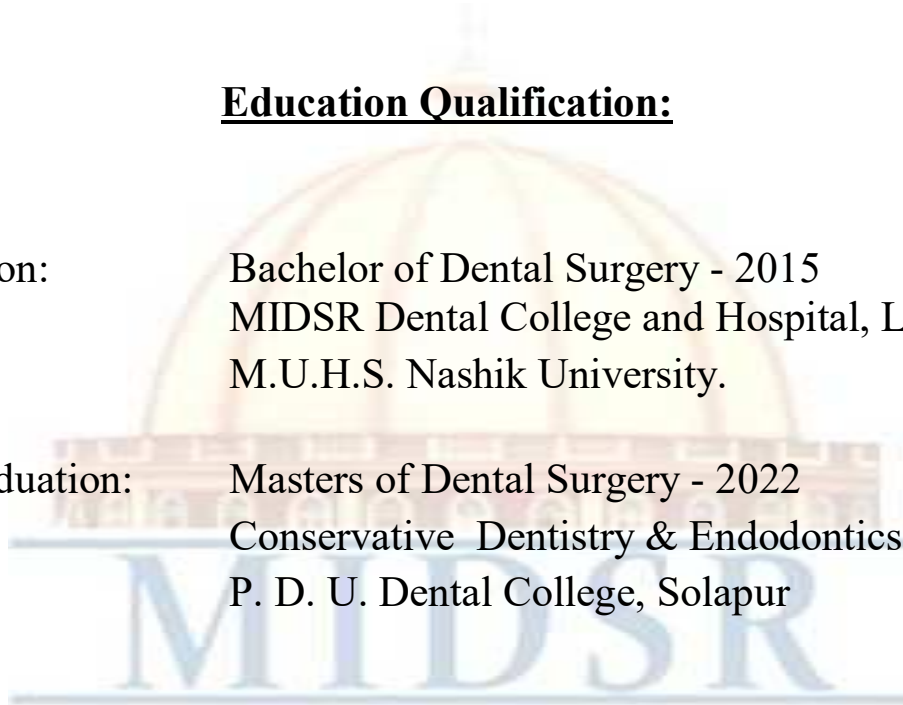 Education Qualification:
on: Bachelor of Dental Surgery - 2015
MIDSR Dental College and Hospital, L
M.U.H.S. Nashik University.
duation: Masters of Dental Surgery - 2022
Conservative Dentistry & Endodontics
P. D. U. Dental College, Solapur
MIDSR